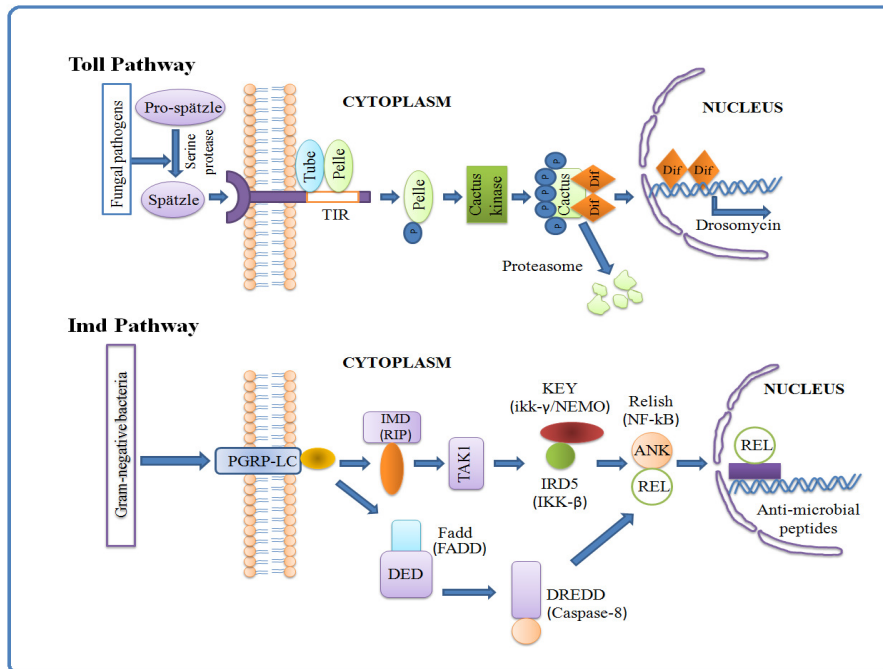 Toll Pathway
Fungal pathogens
Pro-spätzle
Serine
protease
Spätzle
CYTOPLASM
Tube
Pelle
TIR
Pelle
P
Cactus
kinase
P
P
P
P
P
Cactus
Dif
Dif
Proteasome
NUCLEUS
Dif
Dif
Drosomycin
Imd Pathway
Gram-negative bacteria
CYTOPLASM
PGRP-LC
IMD
(RIP)
TAK1
KEY
(ikk-γ/NEMO)
IRD5
(IKK-β)
Relish
(NF-kB)
ANK
REL
NUCLEUS
REL
Anti-microbial
peptides
Fadd
(FADD)
DED
DREDD
(Caspase-8)